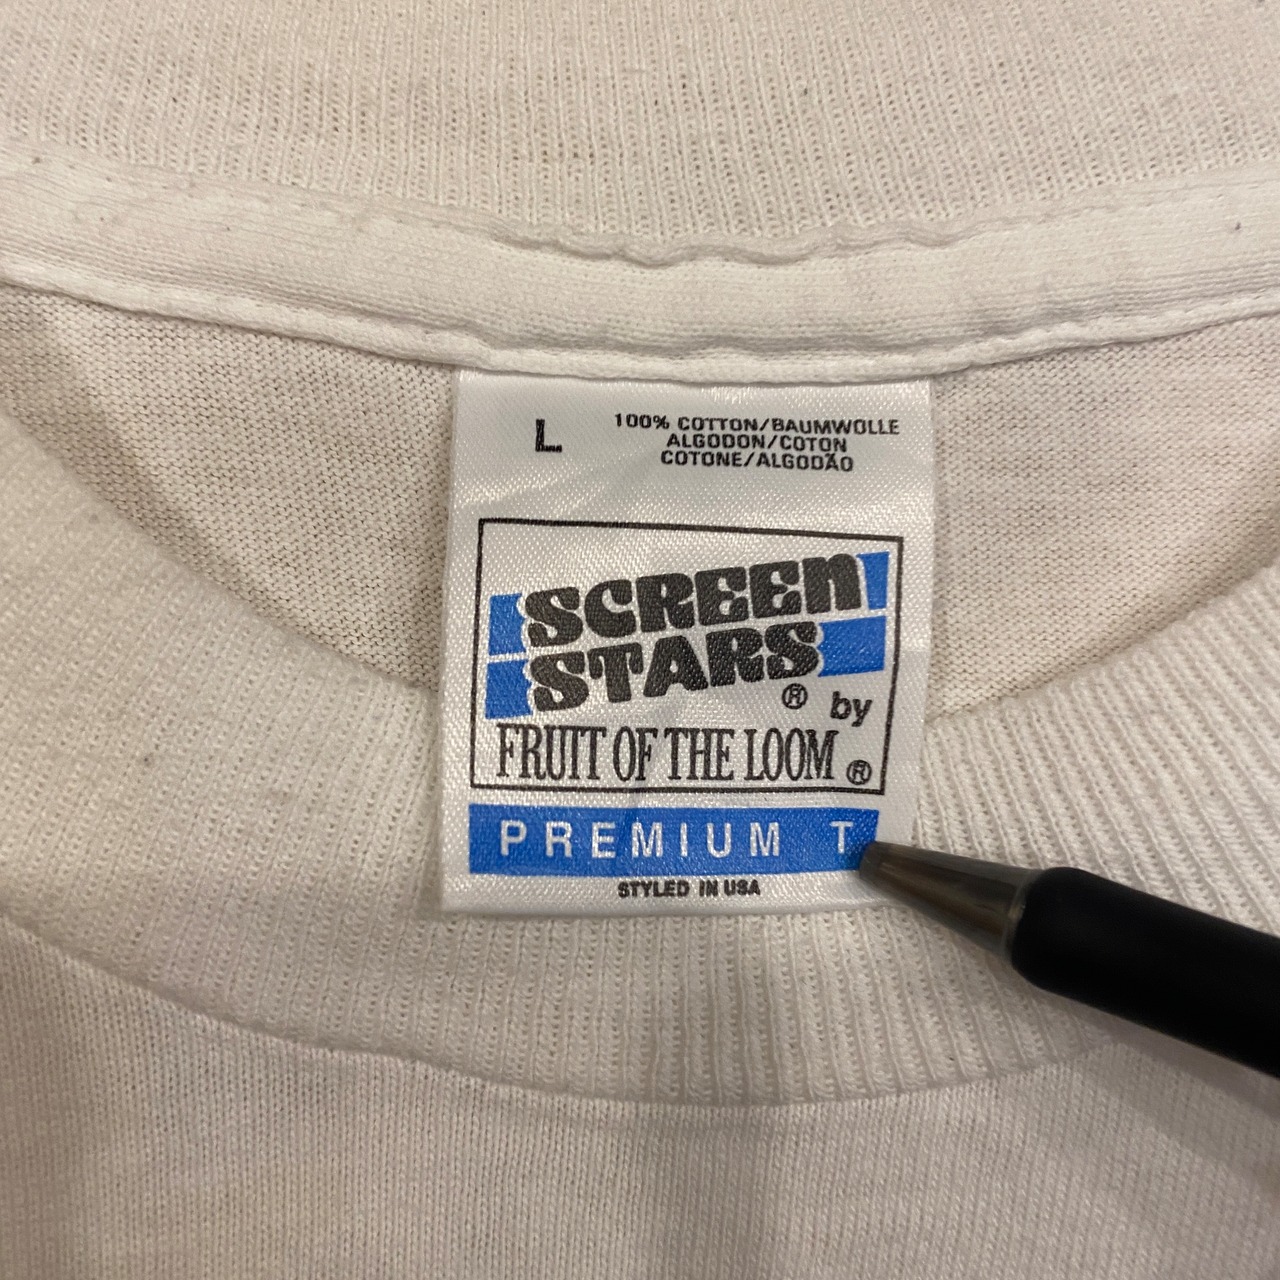 L
100% COTTON/BAUMWOLLE
ALGODON/COTON
COTONE/ALGODÃO
SCREEN
STARS
® by
FRUIT OF THE LOOM ®
PREMIUM T
STYLED IN USA